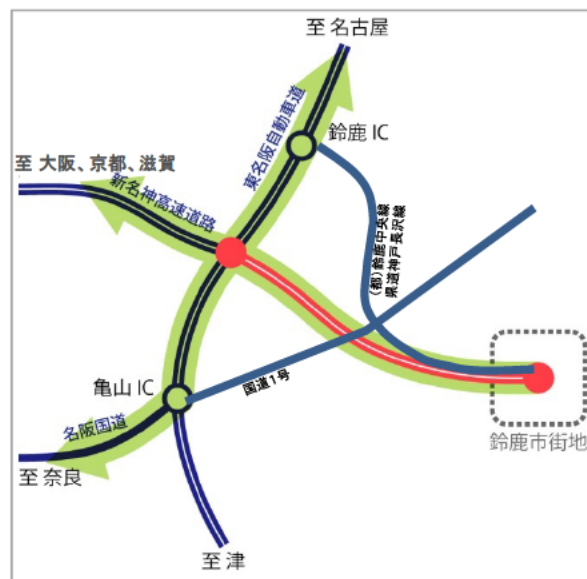 至 名古屋
鈴鹿 IC
東名阪自動車道
至 大阪、京都、滋賀
新名神高速道路
(都)鈴鹿中央線
県道神戸長沢線
国道1号
亀山 IC
名阪国道
鈴鹿市街地
至 奈良
至 津